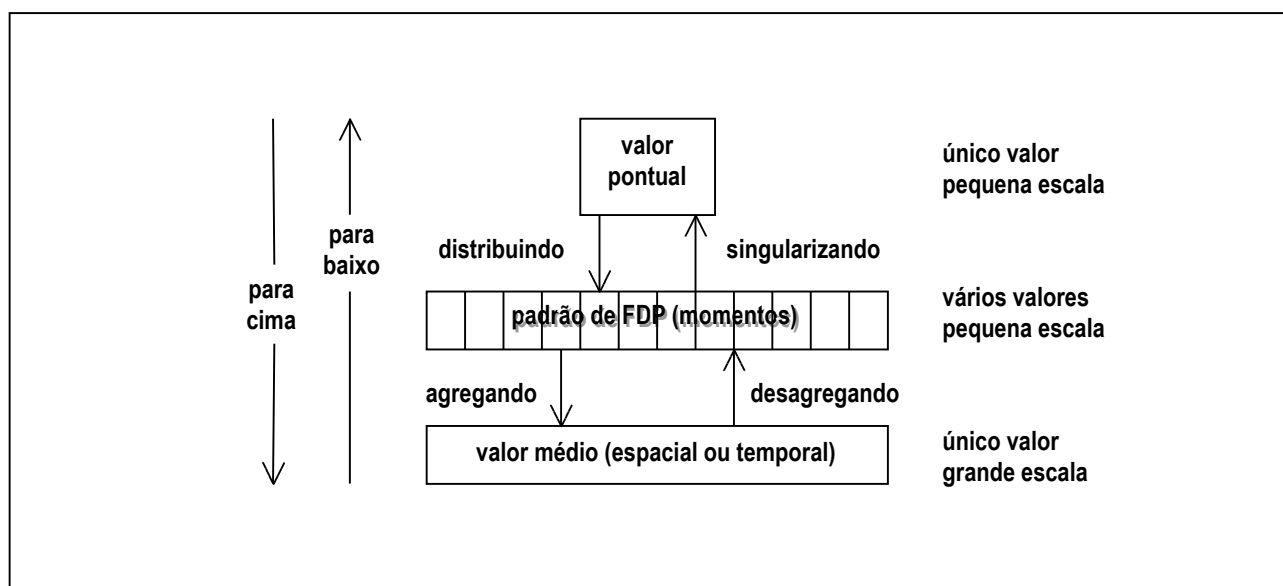 valor
pontual
único valor
pequena escala
para
baixo
distribuindo
singularizando
para
cima
padrão de FDP (momentos)
vários valores
pequena escala
agregando
desagregando
valor médio (espacial ou temporal)
único valor
grande escala